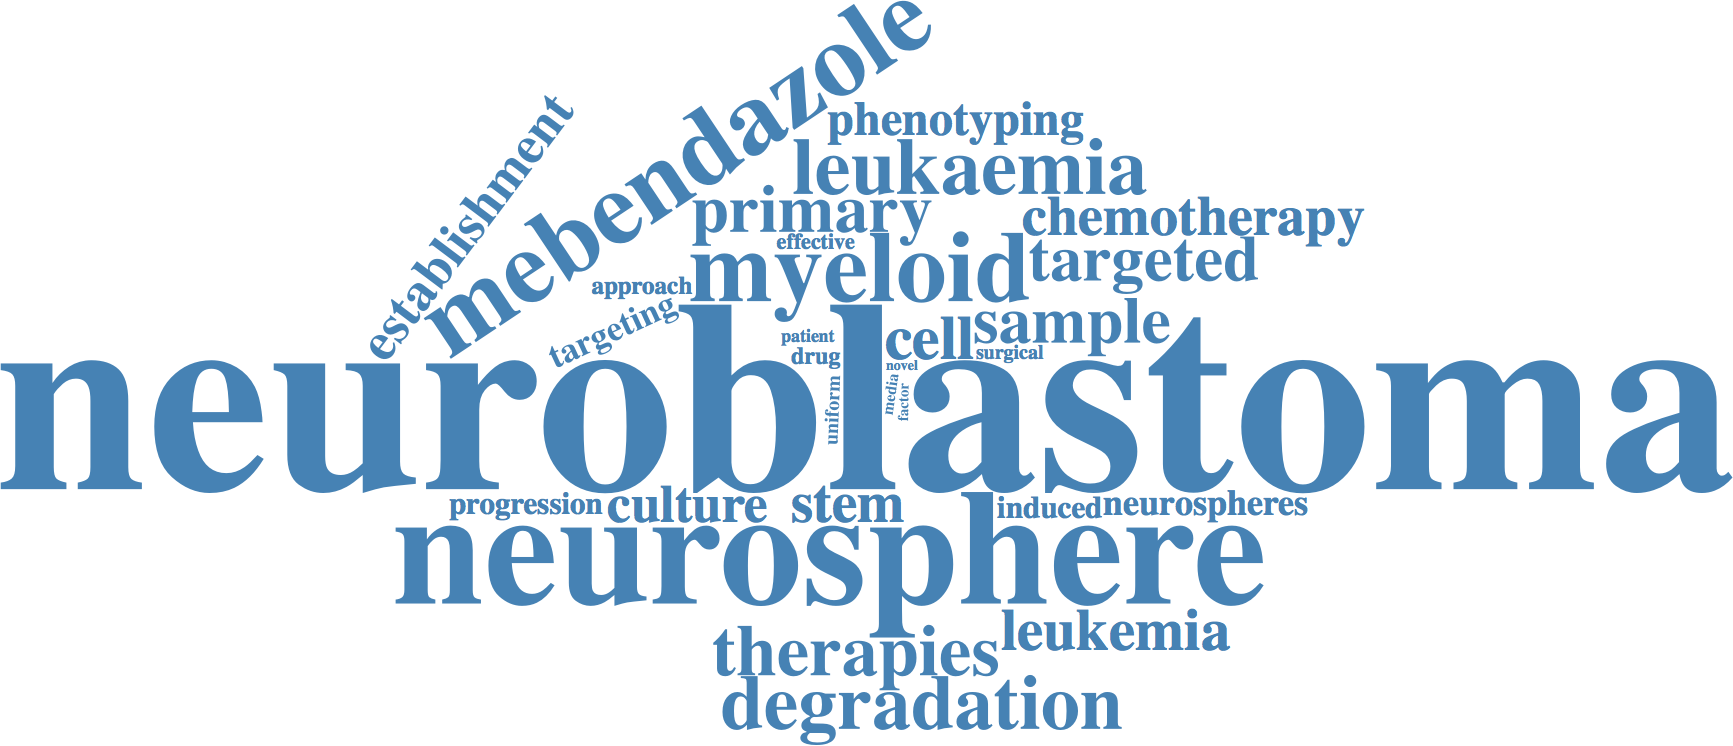 mebendazole
establishment
phenotyping
leukaemia
primary
chemotherapy
effective
myeloid
targeted
approach
targeting
sample
patient
cell
drug
surgical
novel
uniform
media
factor
neuroblastoma
progression
culture
stem
induced
neurospheres
neurosphere
leukemia
therapies
degradation